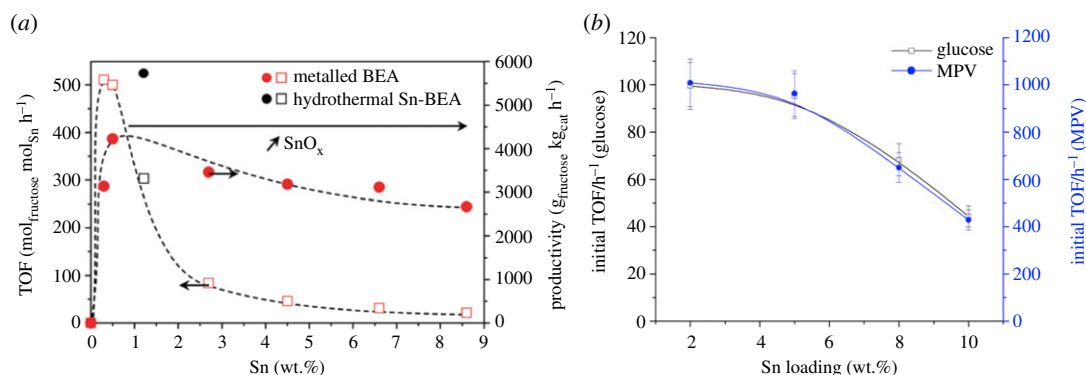 (a)
TOF (mol_fructose mol_Sn h⁻¹)
500
400
300
200
100
0
metalled BEA
hydrothermal Sn-BEA
SnOₓ
6000
5000
4000
3000
2000
1000
0
productivity (g_fructose kg_cat h⁻¹)
0 1 2 3 4 5 6 7 8 9
Sn (wt.%)
(b)
initial TOF/h⁻¹ (glucose)
120
100
80
60
40
20
0
glucose
MPV
1200
1000
800
600
400
200
0
initial TOF/h⁻¹ (MPV)
2 4 6 8 10
Sn loading (wt.%)